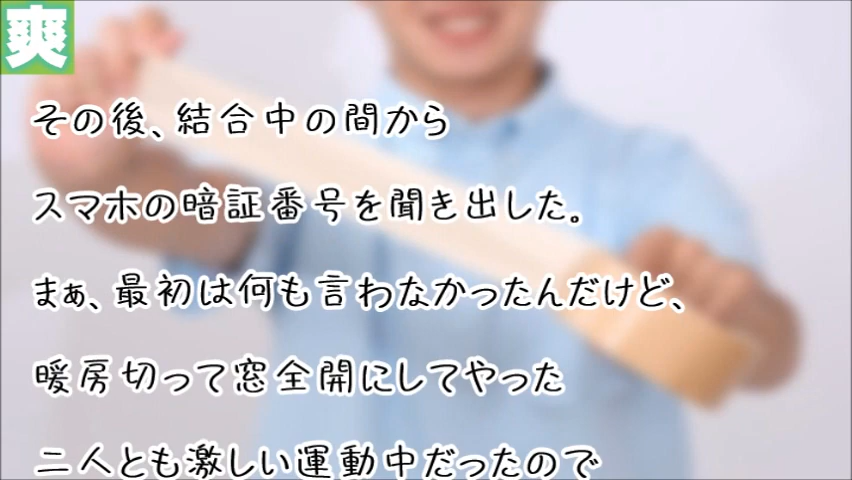 爽
その後、結合中の間から
スマホの暗証番号を聞き出した。
まぁ、最初は何も言わなかったんだけど、
暖房切って窓全開にしてやった
二人とも激しい運動中だったので